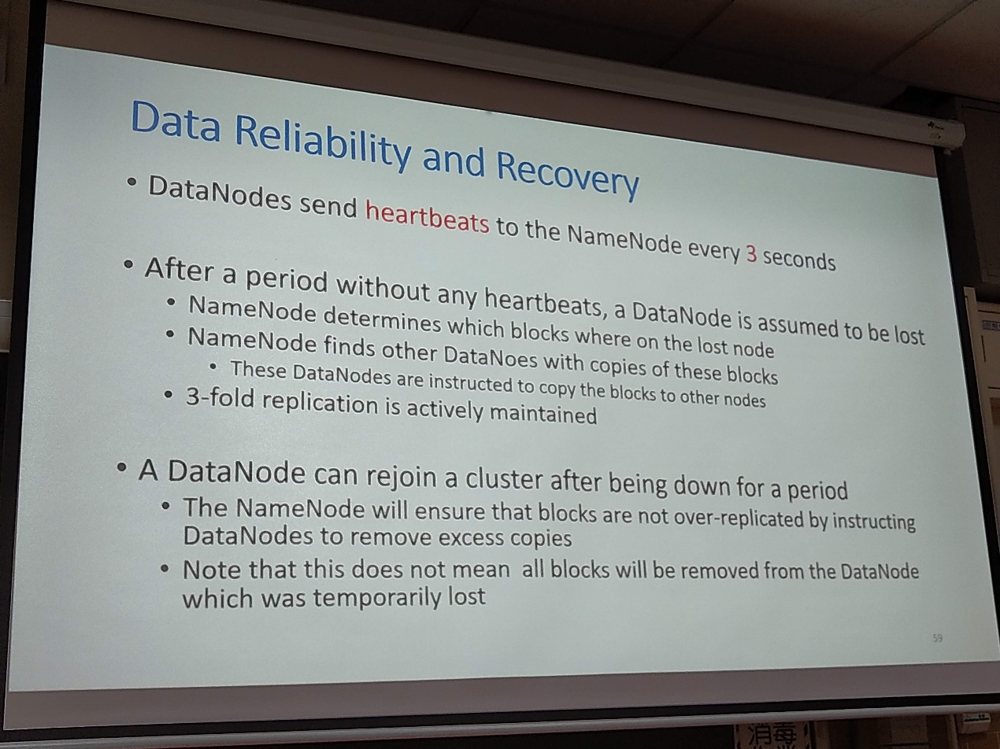 Data Reliability and Recovery
• DataNodes send heartbeats to the NameNode every 3 seconds
• After a period without any heartbeats, a DataNode is assumed to be lost
• NameNode determines which blocks where on the lost node
• NameNode finds other DataNoes with copies of these blocks
• These DataNodes are instructed to copy the blocks to other nodes
• 3-fold replication is actively maintained
• A DataNode can rejoin a cluster after being down for a period
• The NameNode will ensure that blocks are not over-replicated by instructing
DataNodes to remove excess copies
• Note that this does not mean all blocks will be removed from the DataNode
which was temporarily lost
59
消毒